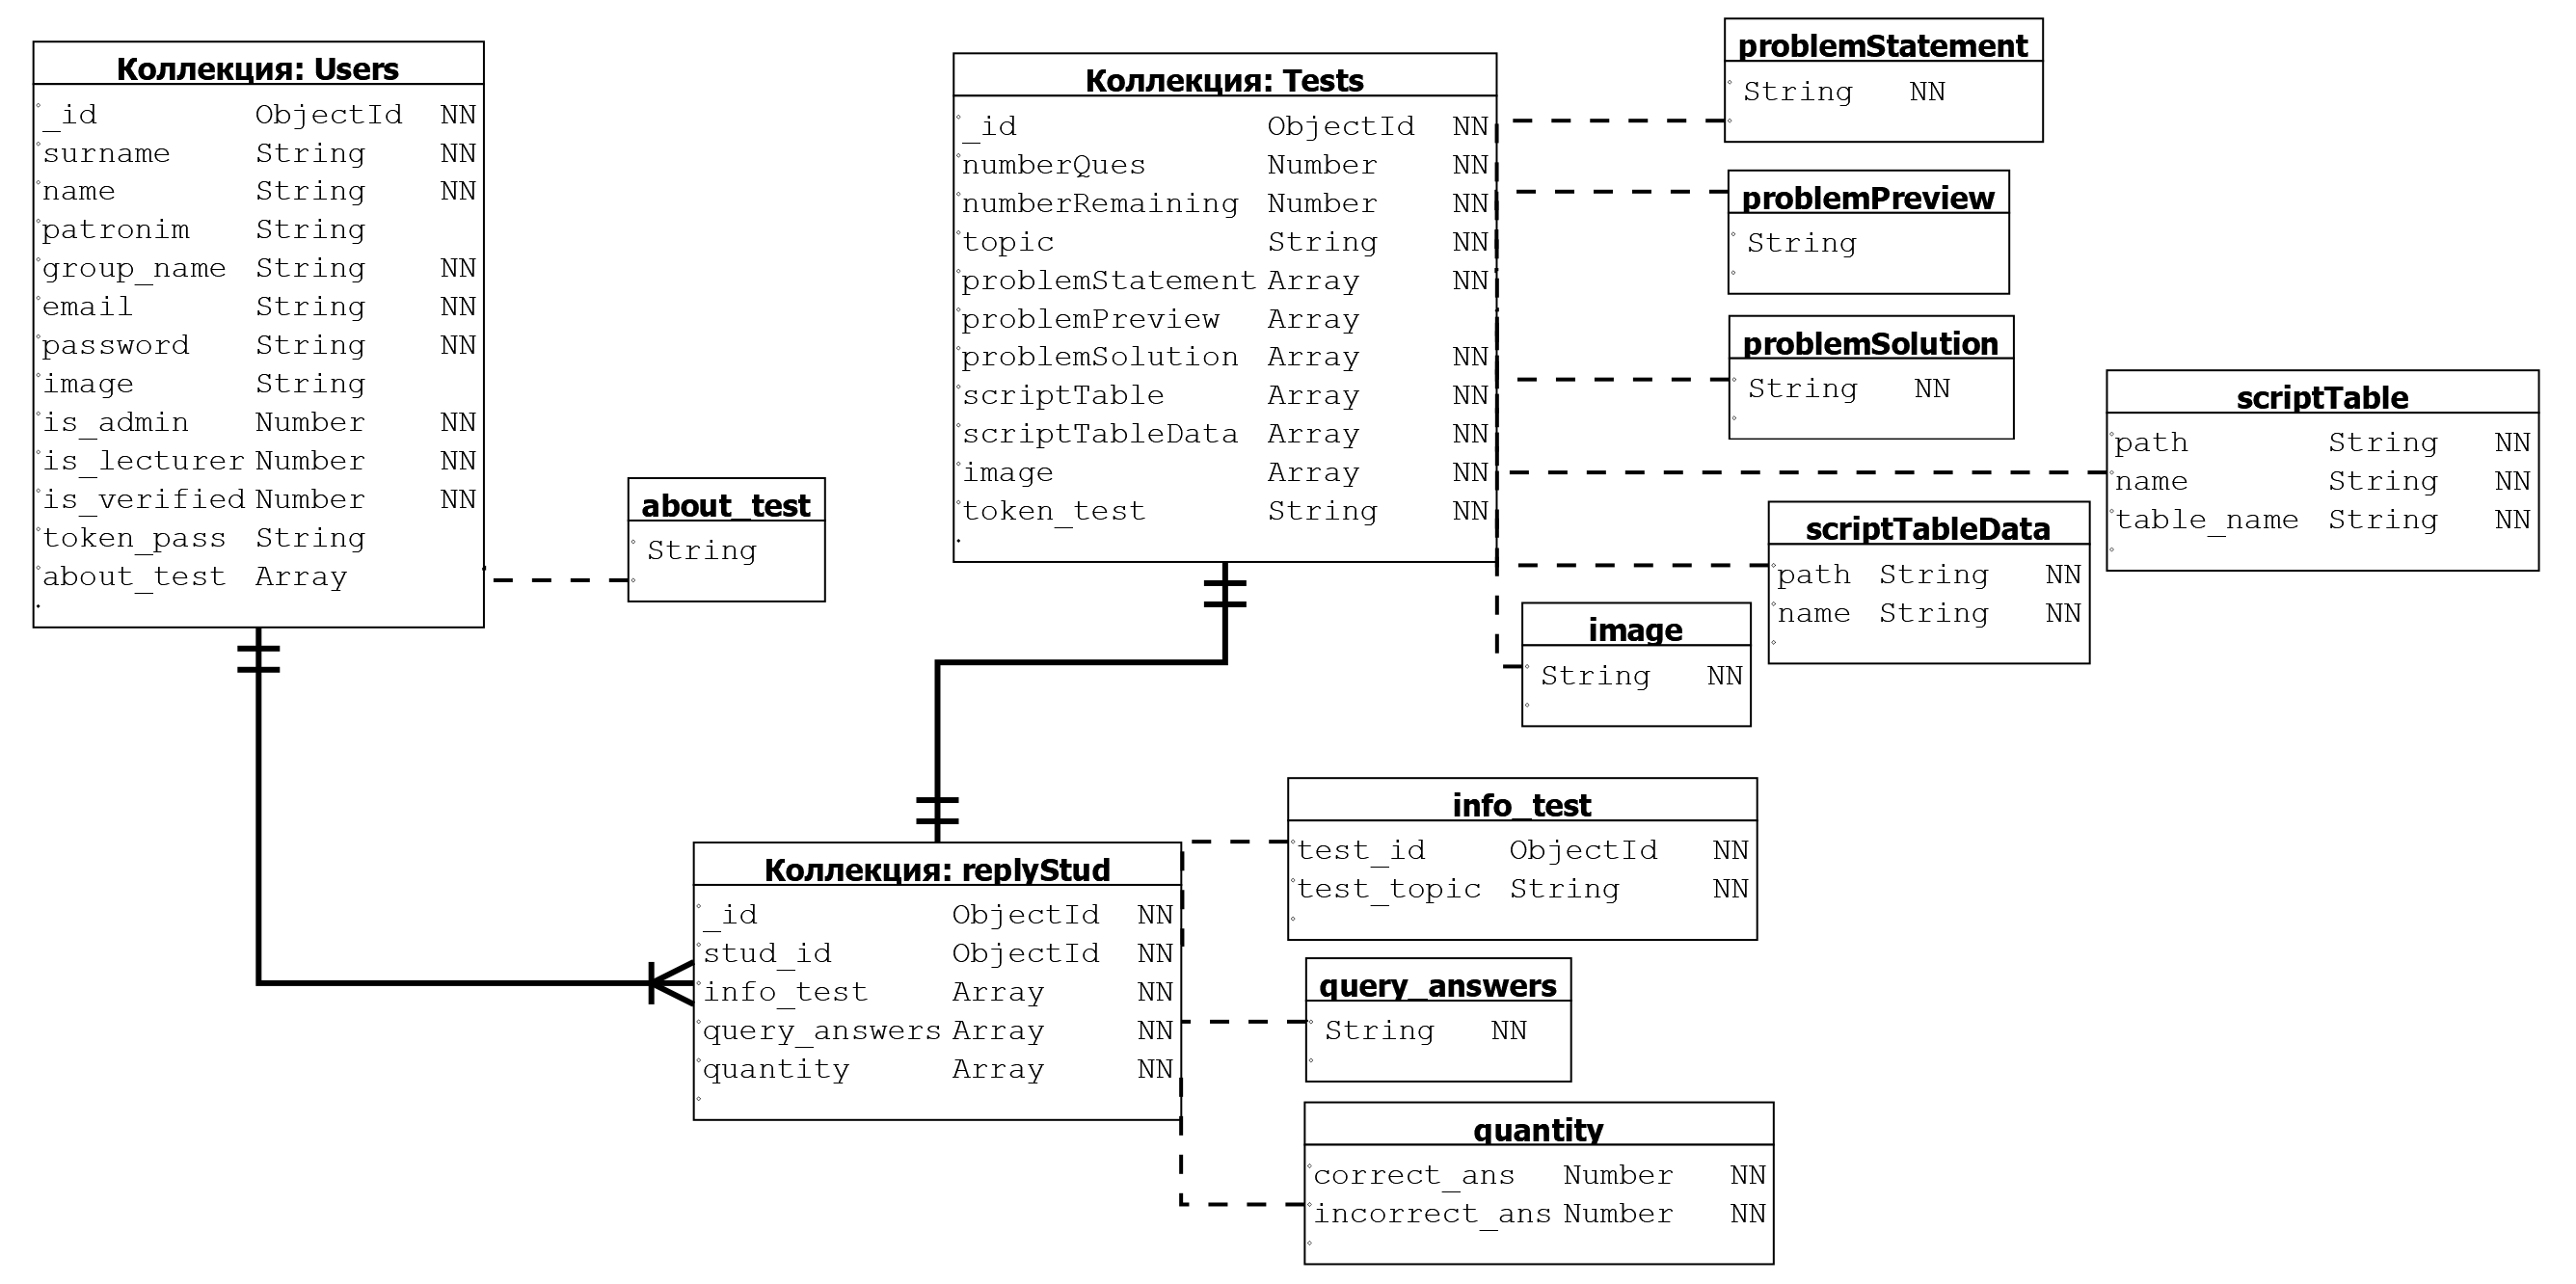 Коллекция: Users
_id ObjectId NN
surname String NN
name String NN
patronim String
group_name String NN
email String NN
password String NN
image String
is_admin Number NN
is_lecturer Number NN
is_verified Number NN
token_pass String
about_test Array
about_test
String
Коллекция: Tests
_id ObjectId NN
numberQues Number NN
numberRemaining Number NN
topic String NN
problemStatement Array NN
problemPreview Array
problemSolution Array NN
scriptTable Array NN
scriptTableData Array NN
image Array NN
token_test String NN
problemStatement
String NN
problemPreview
String
problemSolution
String NN
scriptTable
path String NN
name String NN
table_name String NN
scriptTableData
path String NN
name String NN
image
String NN
Коллекция: replyStud
_id ObjectId NN
stud_id ObjectId NN
info_test Array NN
query_answers Array NN
quantity Array NN
info_test
test_id ObjectId NN
test_topic String NN
query_answers
String NN
quantity
correct_ans Number NN
incorrect_ans Number NN